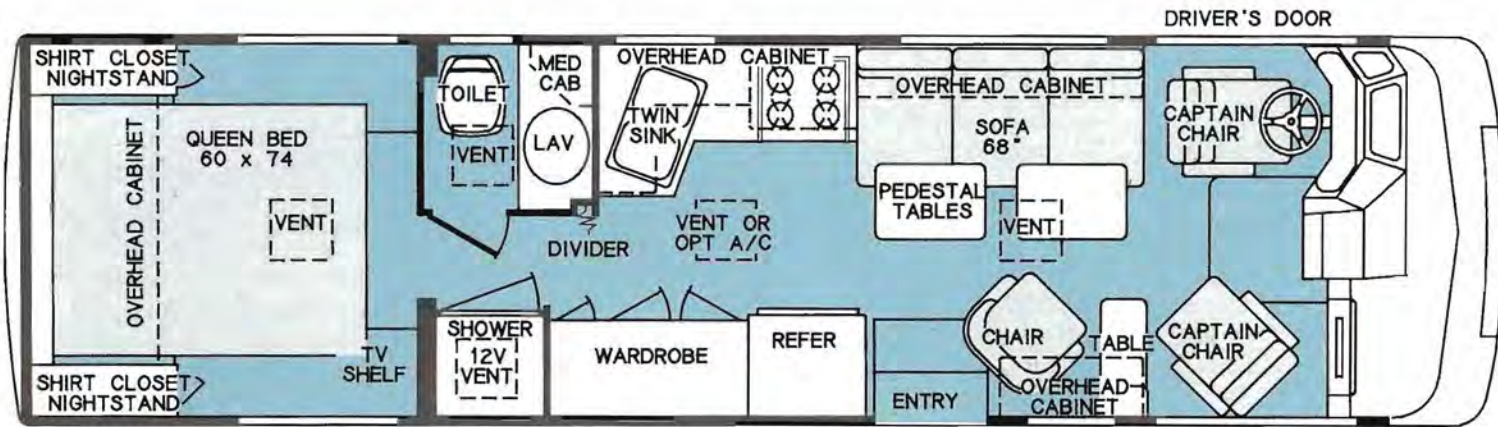 DRIVER'S DOOR
SHIRT CLOSET
NIGHTSTAND
OVERHEAD CABINET
QUEEN BED
60 x 74
VENT
TOILET
VENT
MED
CAB
LAV
OVERHEAD CABINET
TWIN
SINK
OVERHEAD CABINET
SOFA
68"
PEDESTAL
TABLES
CAPTAIN
CHAIR
DIVIDER
VENT OR
OPT A/C
VENT
TV
SHELF
SHOWER
12V
VENT
WARDROBE
REFER
ENTRY
CHAIR
TABLE
OVERHEAD
CABINET
CAPTAIN
CHAIR
SHIRT CLOSET
NIGHTSTAND